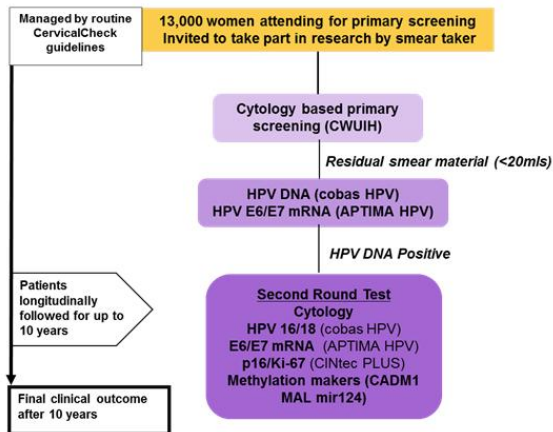 Managed by routine
CervicalCheck
guidelines
13,000 women attending for primary screening
Invited to take part in research by smear taker
Cytology based primary
screening (CWUIH)
Residual smear material (<20mls)
HPV DNA (cobas HPV)
HPV E6/E7 mRNA (APTIMA HPV)
HPV DNA Positive
Patients
longitudinally
followed for up to
10 years
Second Round Test
Cytology
HPV 16/18 (cobas HPV)
E6/E7 mRNA (APTIMA HPV)
p16/Ki-67 (CINtec PLUS)
Methylation makers (CADM1
MAL mir124)
Final clinical outcome
after 10 years